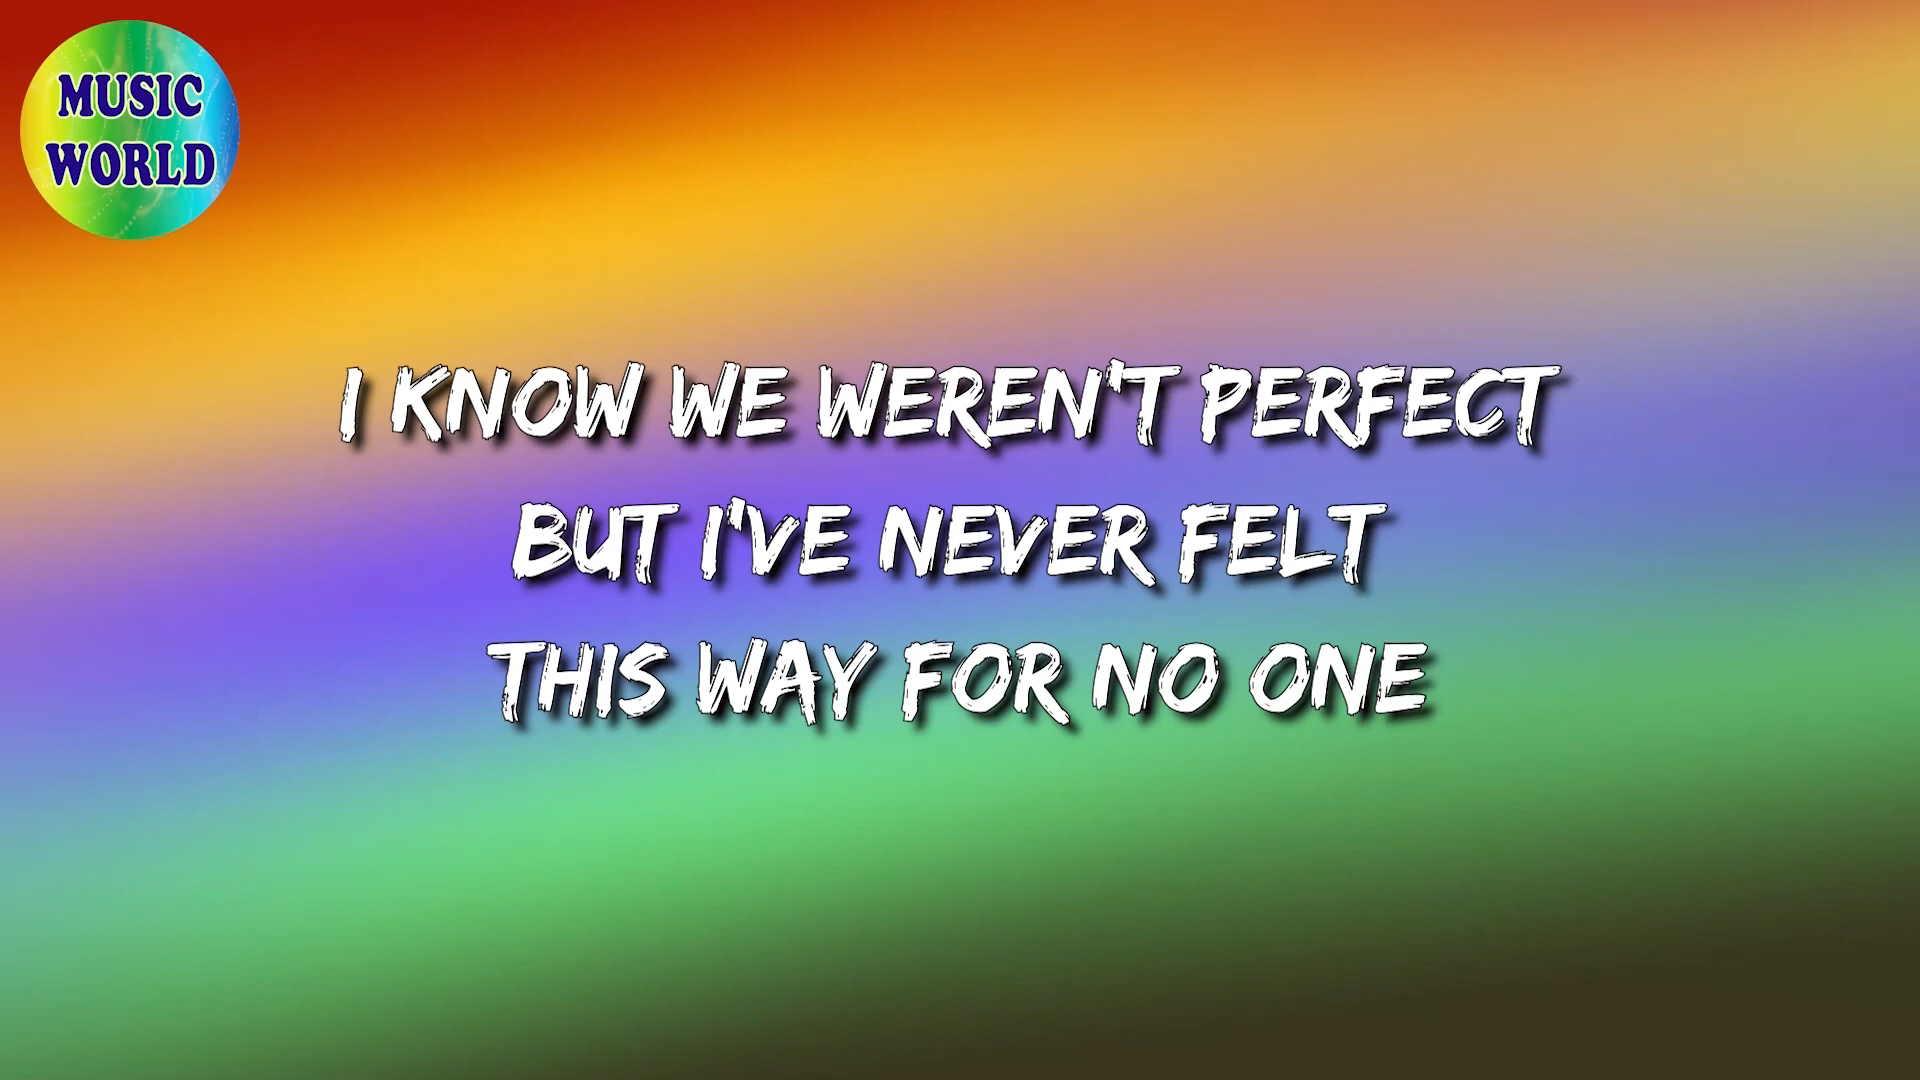 MUSIC
WORLD
I KNOW WE WEREN'T PERFECT
BUT I'VE NEVER FELT
THIS WAY FOR NO ONE